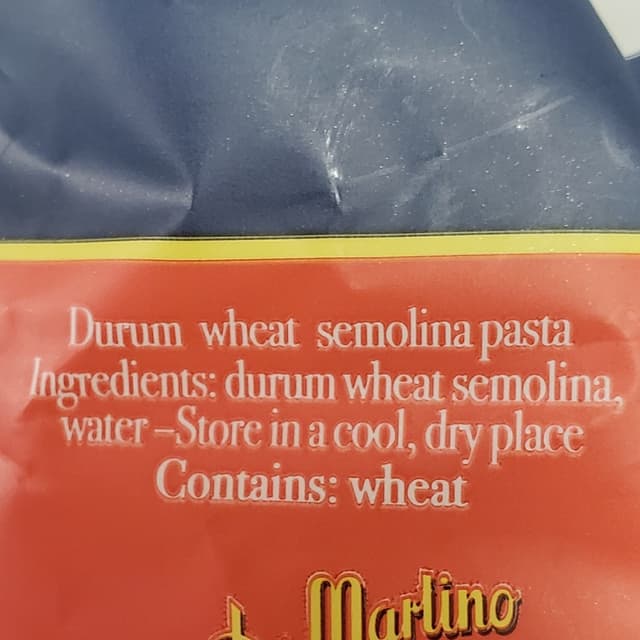 Durum wheat semolina pasta
Ingredients: durum wheat semolina,
water –Store in a cool, dry place
Contains: wheat
Martino